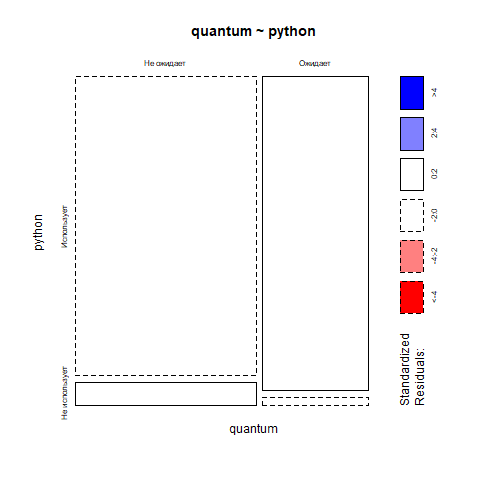 quantum ~ python
Не ожидает
Ожидает
python
Использует
Не использует
quantum
Standardized
Residuals:
<-4
-4:-2
-2:0
0:2
2:4
>4